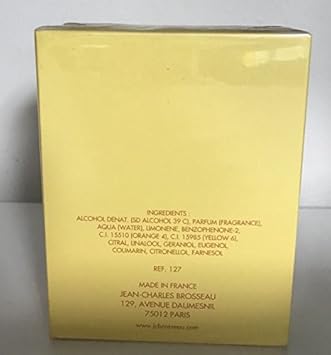 INGREDIENTS :
ALCOHOL DENAT. (SD ALCOHOL 39 C), PARFUM (FRAGRANCE),
AQUA (WATER), LIMONENE, BENZOPHENONE-2,
C.I. 15510 (ORANGE 4), C.I. 15985 (YELLOW 6),
CITRAL, LINALOOL, GERANIOL, EUGENOL,
COUMARIN, CITRONELLOL, FARNESOL
REF. 127
MADE IN FRANCE
JEAN-CHARLES BROSSEAU
129, AVENUE DAUMESNIL
75012 PARIS